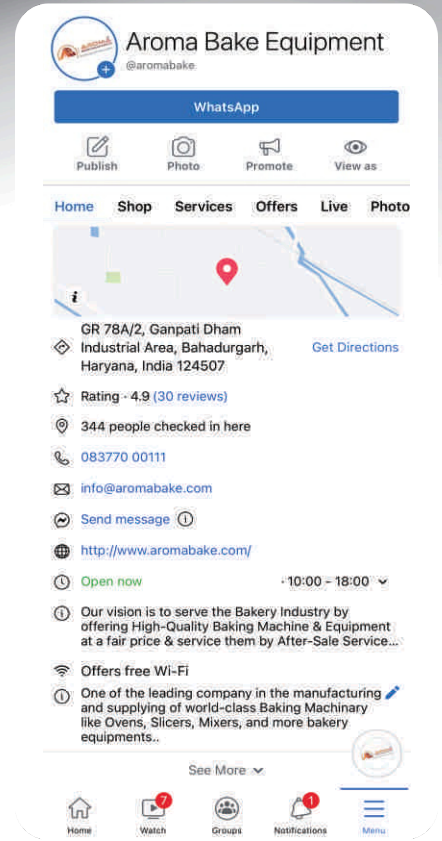 Aroma Bake Equipment
@aromabake
WhatsApp
Publish
Photo
Promote
View as
Home Shop Services Offers Live Photo
GR 78A/2, Ganpati Dham
Industrial Area, Bahadurgarh,
Haryana, India 124507
Get Directions
Rating · 4.9 (30 reviews)
344 people checked in here
083770 00111
info@aromabake.com
Send message
http://www.aromabake.com/
Open now · 10:00 – 18:00
Our vision is to serve the Bakery Industry by
offering High-Quality Baking Machine & Equipment
at a fair price & service them by After-Sale Service...
Offers free Wi-Fi
One of the leading company in the manufacturing
and supplying of world-class Baking Machinary
like Ovens, Slicers, Mixers, and more bakery
equipments..
See More
7
1
Home
Watch
Groups
Notifications
Menu